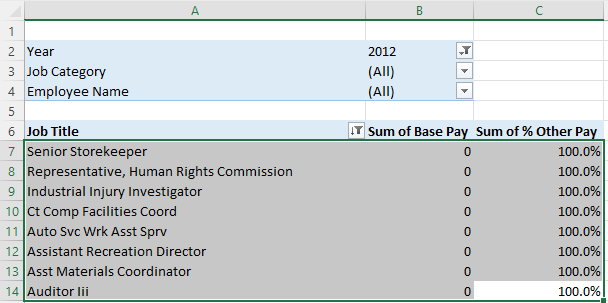 A B C
1
2 Year 2012
3 Job Category (All)
4 Employee Name (All)
5
6 Job Title Sum of Base Pay Sum of % Other Pay
7 Senior Storekeeper 0 100.0%
8 Representative, Human Rights Commission 0 100.0%
9 Industrial Injury Investigator 0 100.0%
10 Ct Comp Facilities Coord 0 100.0%
11 Auto Svc Wrk Asst Sprv 0 100.0%
12 Assistant Recreation Director 0 100.0%
13 Asst Materials Coordinator 0 100.0%
14 Auditor Iii 0 100.0%